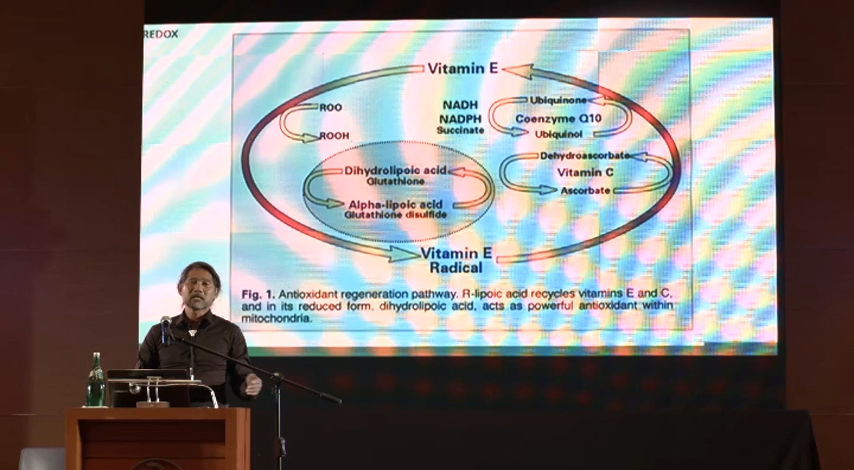 REDOX
Vitamin E
ROO
ROOH
NADH
NADPH
Succinate
Ubiquinone
Coenzyme Q10
Ubiquinol
Dehydroascorbate
Vitamin C
Ascorbate
Dihydrolipoic acid
Glutathione
Alpha-lipoic acid
Glutathione disulfide
Vitamin E
Radical
Fig. 1. Antioxidant regeneration pathway. R-lipoic acid recycles vitamins E and C,
and in its reduced form, dihydrolipoic acid, acts as powerful antioxidant within
mitochondria.